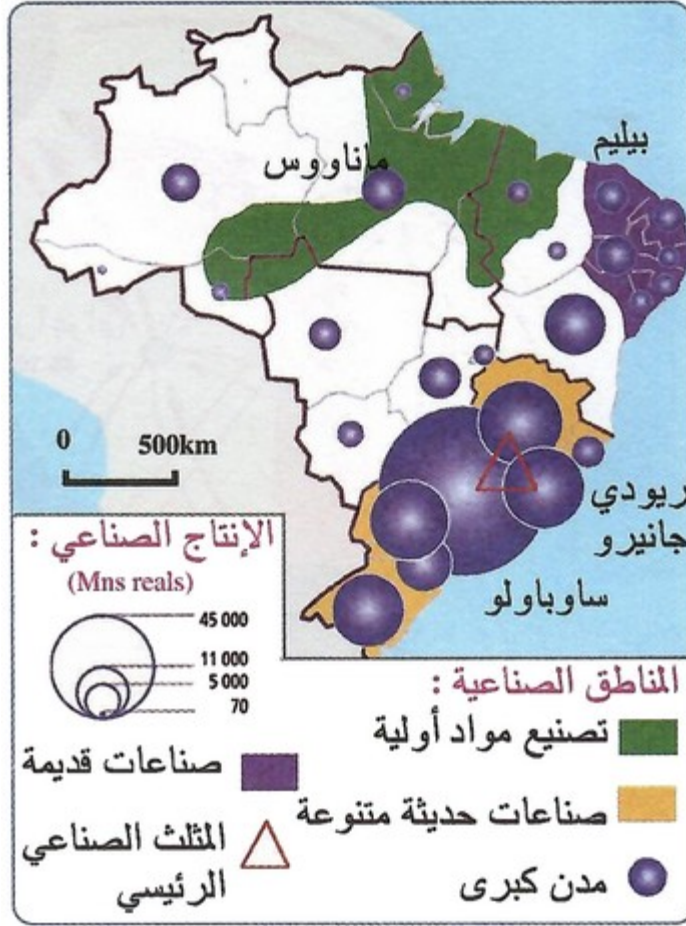 بيليم
ماناووس
0 500km
ريودي
جانيرو
ساوباولو
الإنتاج الصناعي :
(Mns reals)
45 000
11 000
5 000
70
المناطق الصناعية :
تصنيع مواد أولية
صناعات قديمة
صناعات حديثة متنوعة
المثلث الصناعي
الرئيسي
مدن كبرى